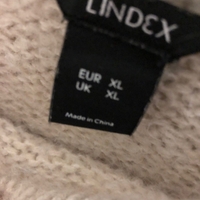 LINDEX
EUR XL
UK XL
Made in China